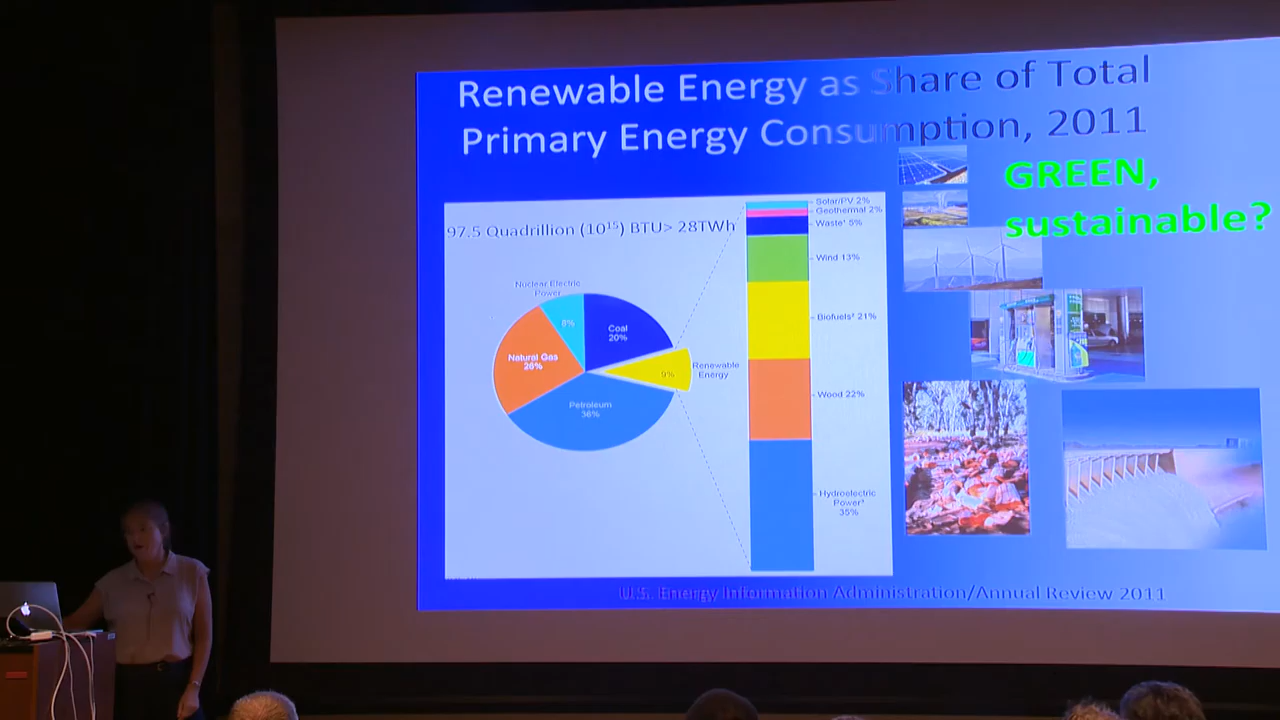 Renewable Energy as Share of Total
Primary Energy Consumption, 2011
GREEN,
sustainable?
97.5 Quadrillion (10¹⁵) BTU> 28TWh
Nuclear Electric
Power
8%
Coal
20%
Natural Gas
26%
9%
Renewable
Energy
Petroleum
36%
Solar/PV 2%
Geothermal 2%
Waste¹ 5%
Wind 13%
Biofuels² 21%
Wood 22%
Hydroelectric
Power³
35%
U.S. Energy Information Administration/Annual Review 2011